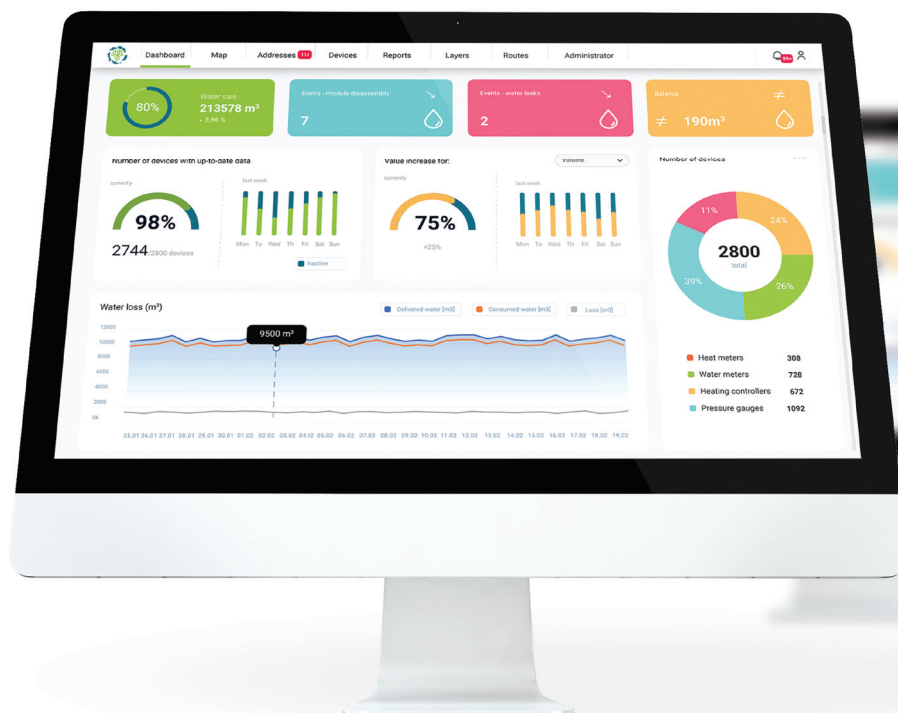 Dashboard Map Addresses 11+ Devices Reports Layers Routes Administrator 99+
80%
Water sale
213578 m³
3,96 %
Events - module disassembly
7
Events - water leaks
2
Balance
≠ 190m³
Number of devices with up-to-date data
currently
98%
2744/2800 devices
last week
Mon Tu Wed Th Fri Sat Sun
Inactive
Value increase for:
Volume
currently
75%
+25%
last week
Mon Tu Wed Th Fri Sat Sun
Number of devices
11%
24%
39%
26%
2800
total
Heat meters 308
Water meters 728
Heating controllers 672
Pressure gauges 1092
Water loss (m³)
Delivered water [m3] Consumed water [m3] Loss [m3]
9500 m³
12000
10000
8000
6000
4000
2000
0k
25.01 26.01 27.01 28.01 29.01 30.01 01.02 02.02 03.02 04.02 05.02 06.02 07.02 08.02 09.02 10.02 11.02 12.02 13.02 14.02 15.02 16.02 17.02 18.02 19.02